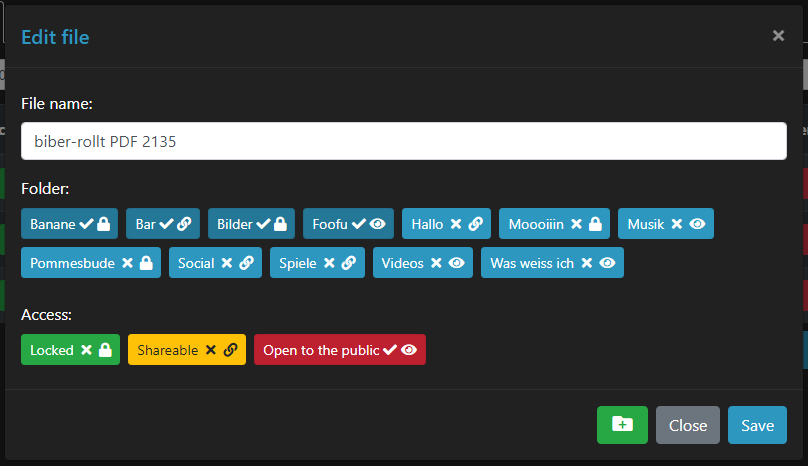 Edit file
File name:
biber-rollt PDF 2135
Folder:
Banane Bar Bilder Foofu Hallo Moooiiin Musik
Pommesbude Social Spiele Videos Was weiss ich
Access:
Locked Shareable Open to the public
Close Save